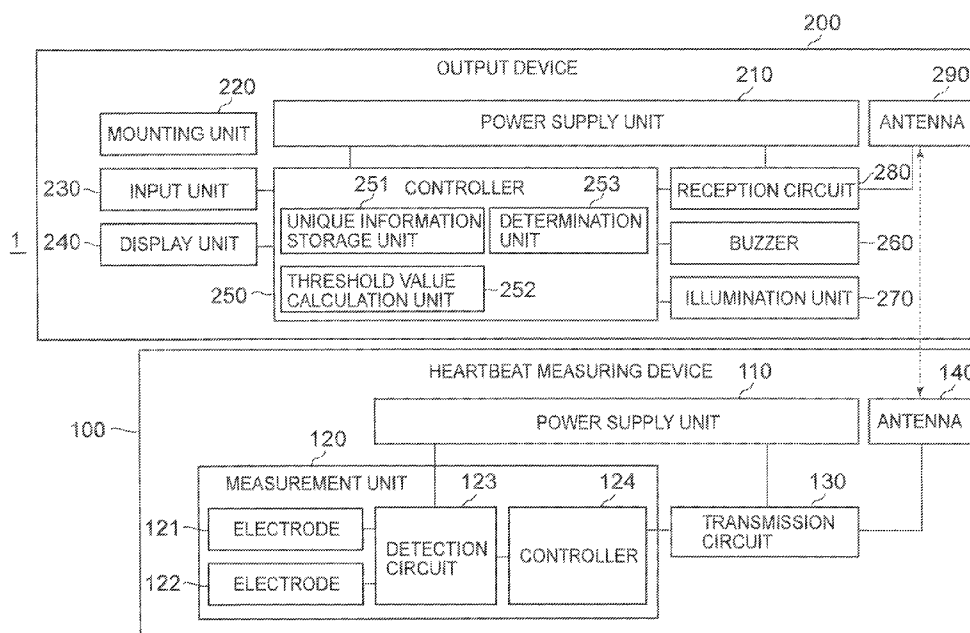 200
OUTPUT DEVICE
220
210
290
MOUNTING UNIT
POWER SUPPLY UNIT
ANTENNA
230
INPUT UNIT
251
CONTROLLER
253
RECEPTION CIRCUIT
280
UNIQUE INFORMATION
STORAGE UNIT
DETERMINATION
UNIT
240
DISPLAY UNIT
BUZZER
260
1
250
THRESHOLD VALUE
CALCULATION UNIT
252
ILLUMINATION UNIT
270
HEARTBEAT MEASURING DEVICE
110
140
100
POWER SUPPLY UNIT
ANTENNA
120
MEASUREMENT UNIT
123
124
130
121
ELECTRODE
DETECTION
CIRCUIT
CONTROLLER
TRANSMISSION
CIRCUIT
122
ELECTRODE